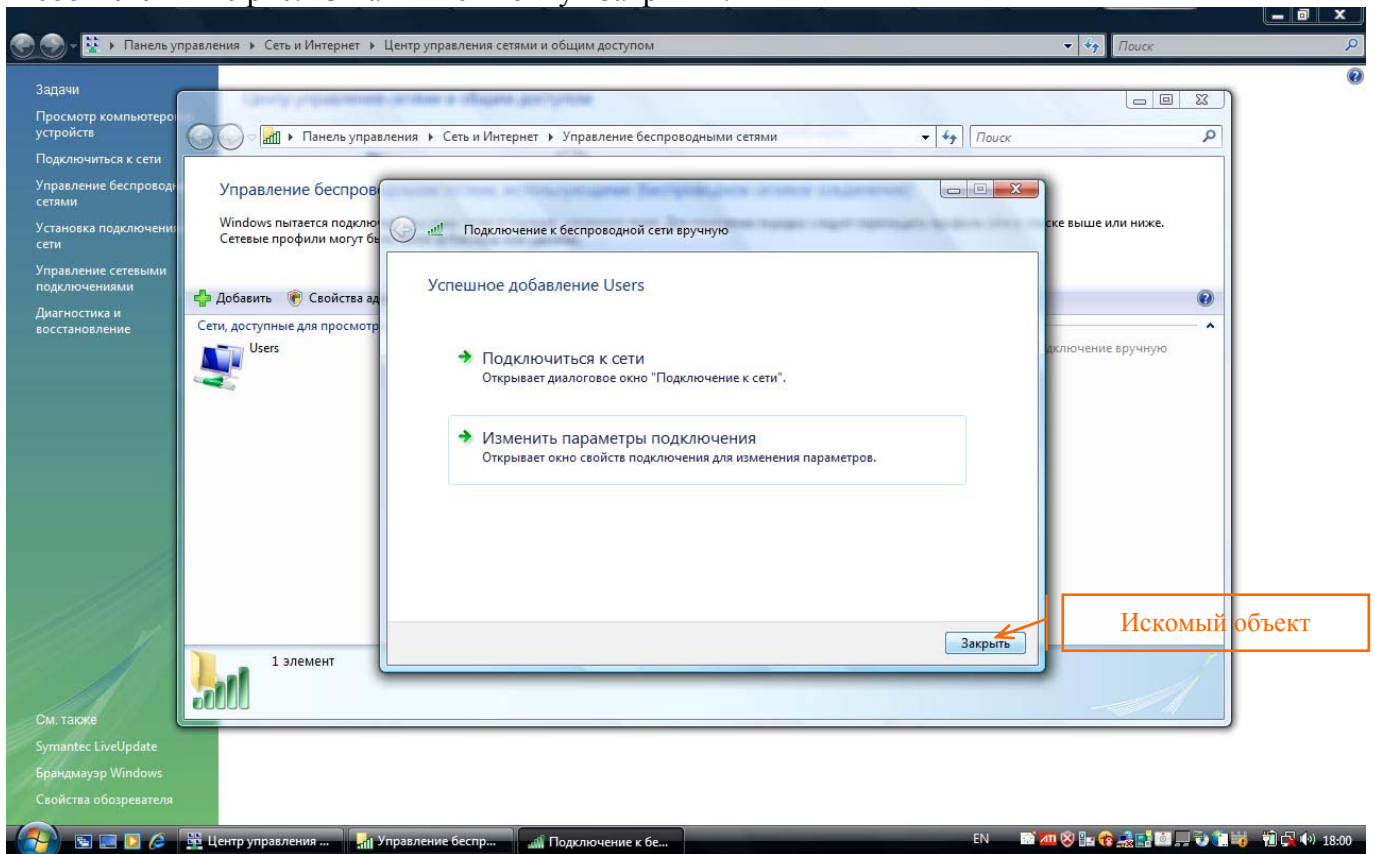 Панель управления ▸ Сеть и Интернет ▸ Центр управления сетями и общим доступом
Поиск
Задачи
Просмотр компьютеро
устройств
Подключиться к сети
Управление беспровод
сетями
Установка подключения
сети
Управление сетевыми
подключениями
Диагностика и
восстановление
См. также
Symantec LiveUpdate
Брандмауэр Windows
Свойства обозревателя
Панель управления ▸ Сеть и Интернет ▸ Управление беспроводными сетями
Поиск
Управление беспров
Windows пытается подклю
ске выше или ниже.
Сетевые профили могут бы
Добавить
Свойства ад
Сети, доступные для просмотр
Users
дключение вручную
1 элемент
Подключение к беспроводной сети вручную
Успешное добавление Users
Подключиться к сети
Открывает диалоговое окно "Подключение к сети".
Изменить параметры подключения
Открывает окно свойств подключения для изменения параметров.
Закрыть
Искомый объект
Центр управления ...
Управление беспр...
Подключение к бе...
EN
18:00